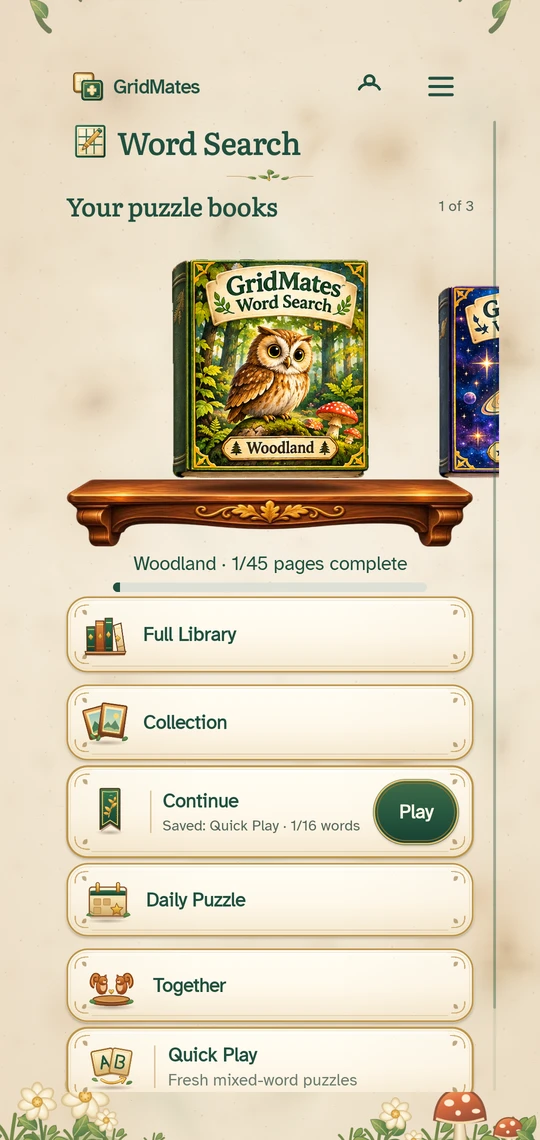 GridMates
Word Search
Your puzzle books
1 of 3
GridMates
Word Search
Woodland
Woodland · 1/45 pages complete
Full Library
Collection
Continue
Saved: Quick Play · 1/16 words
Play
Daily Puzzle
Together
A B
Quick Play
Fresh mixed-word puzzles